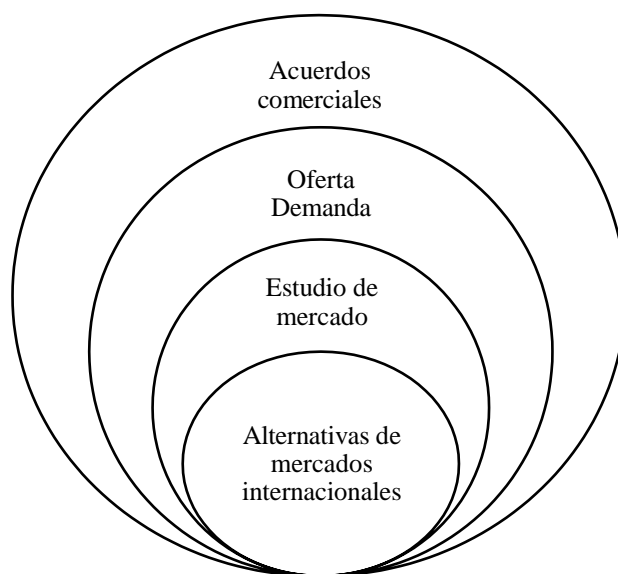 Acuerdos
comerciales
Oferta
Demanda
Estudio de
mercado
Alternativas de
mercados
internacionales